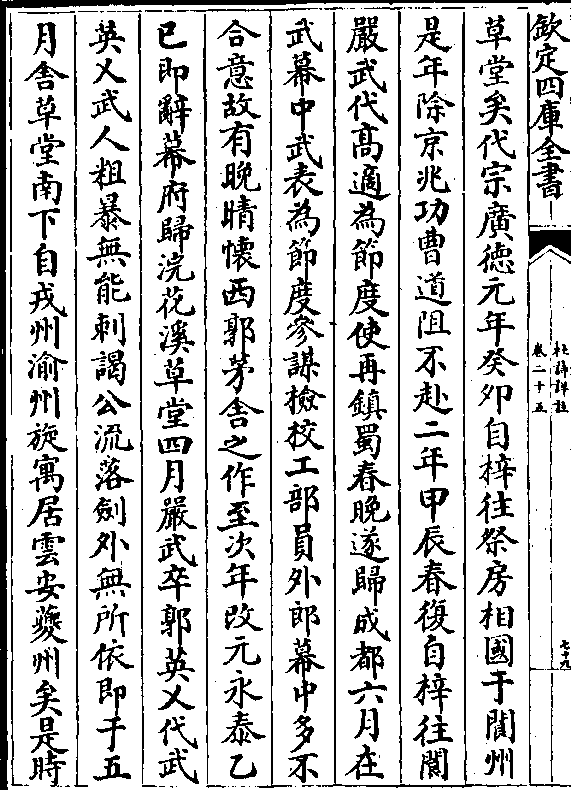 欽定四庫全書
杜詩詳註
卷二十五
七十九
草堂矣代宗廣徳元年癸夘自梓往祭房相國于閬州
是年除京兆功曹道阻不赴二年甲辰春復自梓往閬
嚴武代高適為節度使再鎮蜀春晚遂歸成都六月在
武幕中武表為節度參謀檢校工部員外郎幕中多不
合意故有晚晴懷西郭茅舎之作至次年改元永泰乙
巳即辭幕府歸浣花溪草堂四月嚴武卒郭英乂代武
英乂武人粗暴無能刺謁公流落劍外無所依即于五
月舎草堂南下自戎州渝州旋寓居雲安夔州矣是時